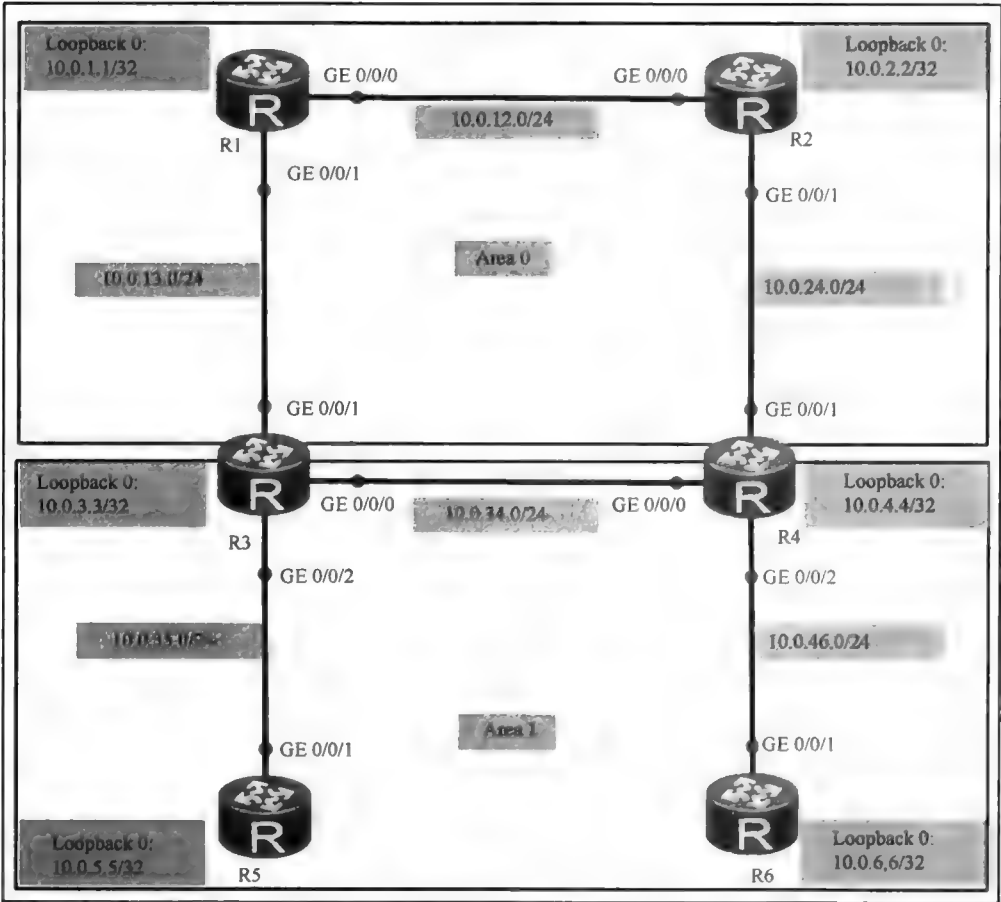 Loopback 0:
10.0.1.1/32
GE 0/0/0
GE 0/0/0
Loopback 0:
10.0.2.2/32
R
R
10.0.12.0/24
R1
R2
GE 0/0/1
GE 0/0/1
Area 0
10.0.13.0/24
10.0.24.0/24
GE 0/0/1
GE 0/0/1
Loopback 0:
10.0.3.3/32
R
R
Loopback 0:
10.0.4.4/32
GE 0/0/0
GE 0/0/0
10.0.34.0/24
R3
R4
GE 0/0/2
GE 0/0/2
10.0.46.0/24
Area 1
GE 0/0/1
GE 0/0/1
R
R
Loopback 0:
10.0.5.5/32
Loopback 0:
10.0.6.6/32
R5
R6